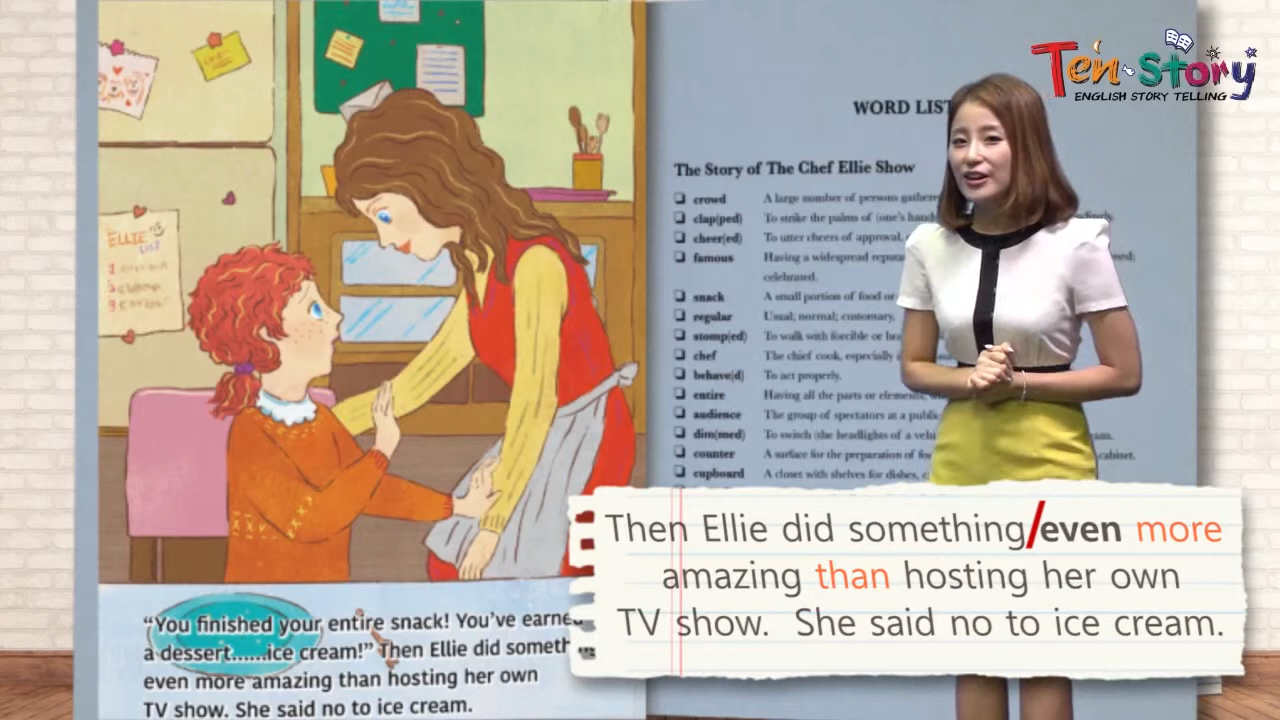 Ten Story
ENGLISH STORY TELLING
ELLIE'S
LIST
WORD LIST
The Story of The Chef Ellie Show
crowd A large number of persons
clap(ped) To strike the palms of (one's
cheer(ed) To utter cheers of approval,
famous Having a widespread
celebrated.
snack A small portion of food or
regular Usual; normal; customary.
stomp(ed) To walk with forcible or
chef The chief cook, especially
behave(d) To act properly.
entire Having all the parts or
audience The group of spectators at a
dim(med) To switch (the headlights of a
counter A surface for the preparation of cabinet.
cupboard A closet with shelves for dishes,
"You finished your entire snack! You've
a dessert......ice cream!" Then Ellie did
even more amazing than hosting her own
TV show. She said no to ice cream.
Then Ellie did something/even more
amazing than hosting her own
TV show. She said no to ice cream.